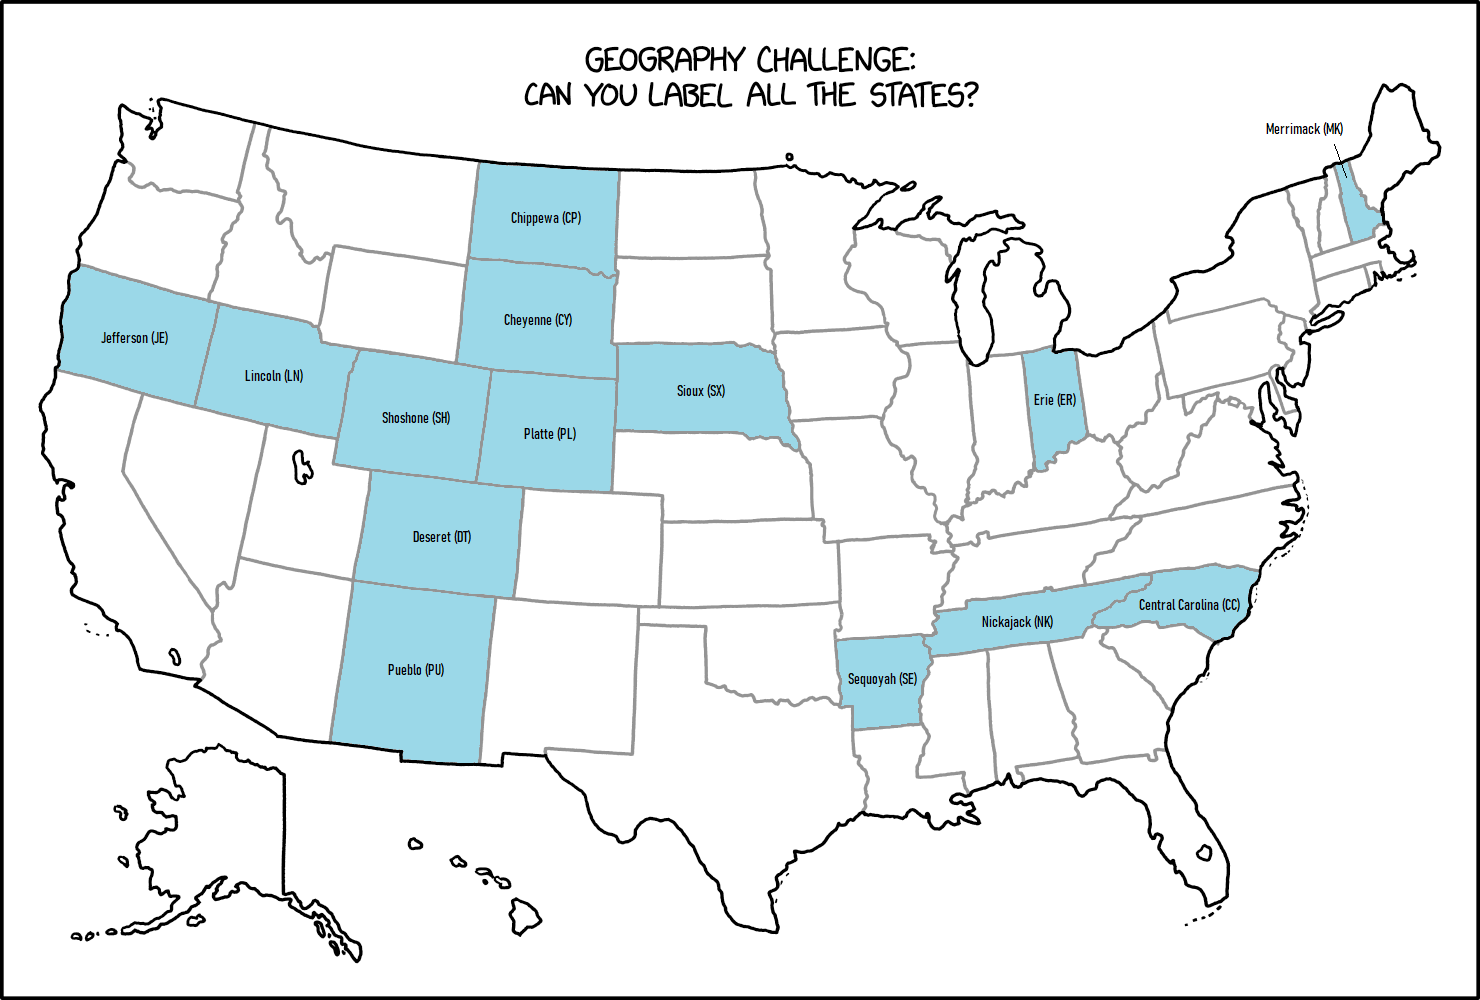 GEOGRAPHY CHALLENGE:
CAN YOU LABEL ALL THE STATES?
Merrimack (MK)
Chippewa (CP)
Cheyenne (CY)
Jefferson (JE)
Lincoln (LN)
Sioux (SX)
Erie (ER)
Shoshone (SH)
Platte (PL)
Deseret (DT)
Central Carolina (CC)
Nickajack (NK)
Pueblo (PU)
Sequoyah (SE)